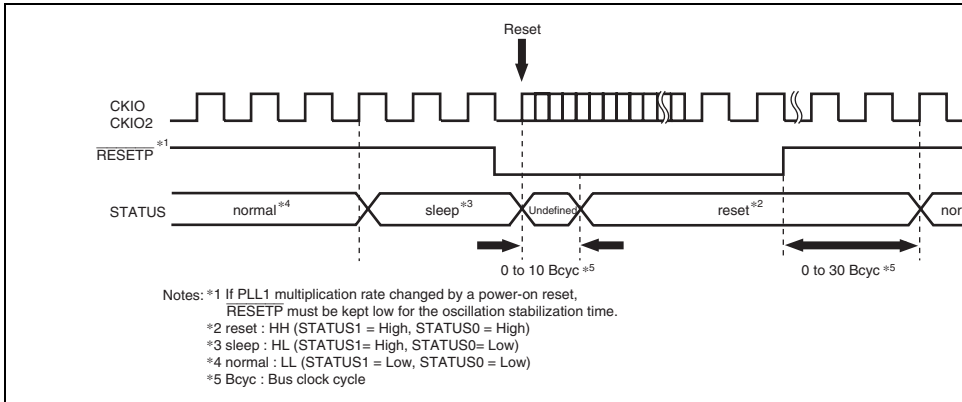 Reset
CKIO
CKIO2
RESETP *1
STATUS
normal*4
sleep*3
Undefined
reset*2
nor
0 to 10 Bcyc *5
0 to 30 Bcyc *5
Notes: *1 If PLL1 multiplication rate changed by a power-on reset,
RESETP must be kept low for the oscillation stabilization time.
*2 reset : HH (STATUS1 = High, STATUS0 = High)
*3 sleep : HL (STATUS1= High, STATUS0= Low)
*4 normal : LL (STATUS1 = Low, STATUS0 = Low)
*5 Bcyc : Bus clock cycle